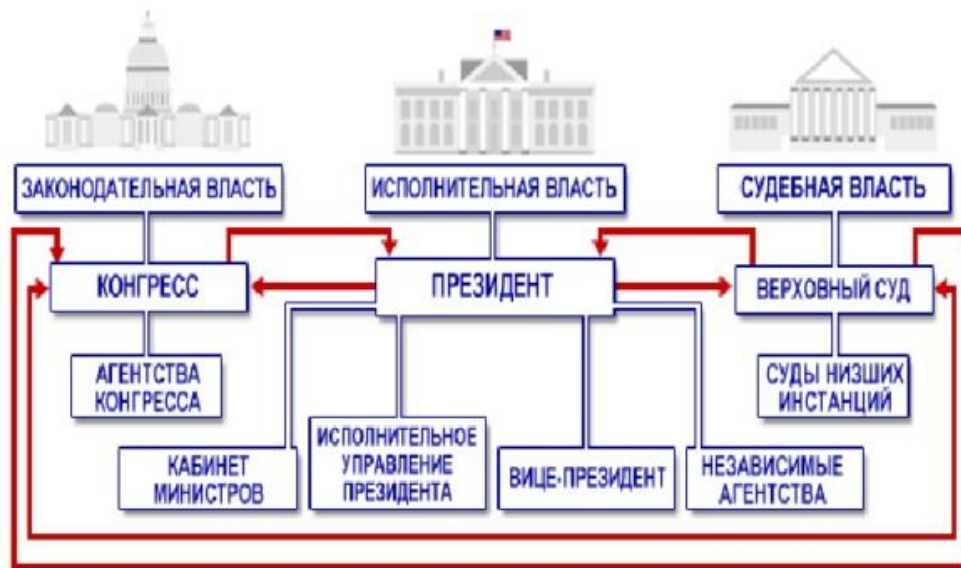 ЗАКОНОДАТЕЛЬНАЯ ВЛАСТЬ
ИСПОЛНИТЕЛЬНАЯ ВЛАСТЬ
СУДЕБНАЯ ВЛАСТЬ
КОНГРЕСС
ПРЕЗИДЕНТ
ВЕРХОВНЫЙ СУД
АГЕНТСТВА
КОНГРЕССА
СУДЫ НИЗШИХ
ИНСТАНЦИЙ
КАБИНЕТ
МИНИСТРОВ
ИСПОЛНИТЕЛЬНОЕ
УПРАВЛЕНИЕ
ПРЕЗИДЕНТА
ВИЦЕ-ПРЕЗИДЕНТ
НЕЗАВИСИМЫЕ
АГЕНТСТВА